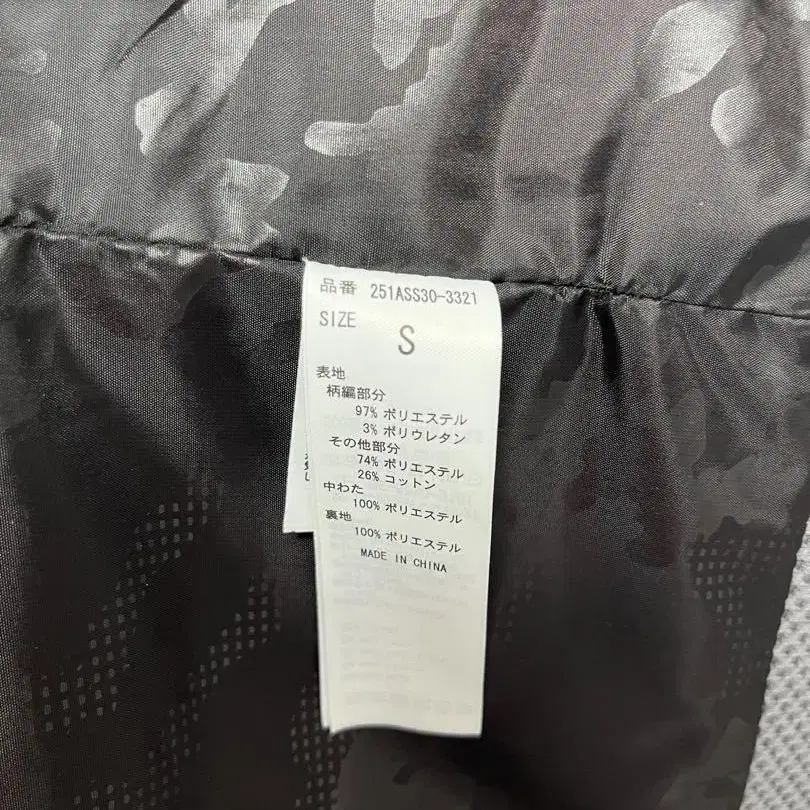 品番 251ASS30-3321
SIZE S
表地
柄編部分
97% ポリエステル
3% ポリウレタン
その他部分
74% ポリエステル
26% コットン
中わた
100% ポリエステル
裏地
100% ポリエステル
MADE IN CHINA